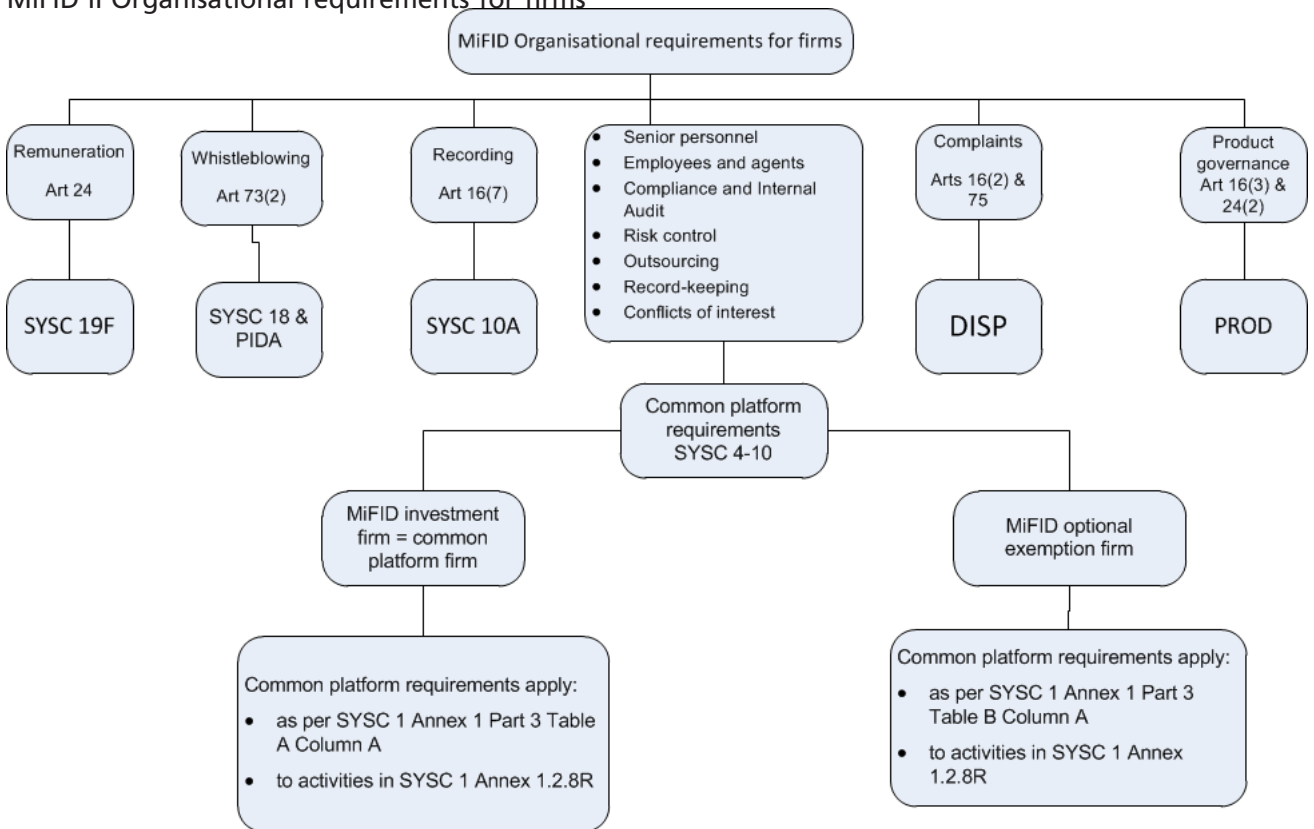 MiFID II Organisational requirements for firms
MiFID Organisational requirements for firms
Remuneration
Art 24
Whistleblowing
Art 73(2)
Recording
Art 16(7)
• Senior personnel
• Employees and agents
• Compliance and Internal
Audit
• Risk control
• Outsourcing
• Record-keeping
• Conflicts of interest
Complaints
Arts 16(2) &
75
Product
governance
Art 16(3) &
24(2)
SYSC 19F
SYSC 18 &
PIDA
SYSC 10A
DISP
PROD
Common platform
requirements
SYSC 4-10
MiFID investment
firm = common
platform firm
MiFID optional
exemption firm
Common platform requirements apply:
• as per SYSC 1 Annex 1 Part 3 Table
A Column A
• to activities in SYSC 1 Annex 1.2.8R
Common platform requirements apply:
• as per SYSC 1 Annex 1 Part 3
Table B Column A
• to activities in SYSC 1 Annex
1.2.8R